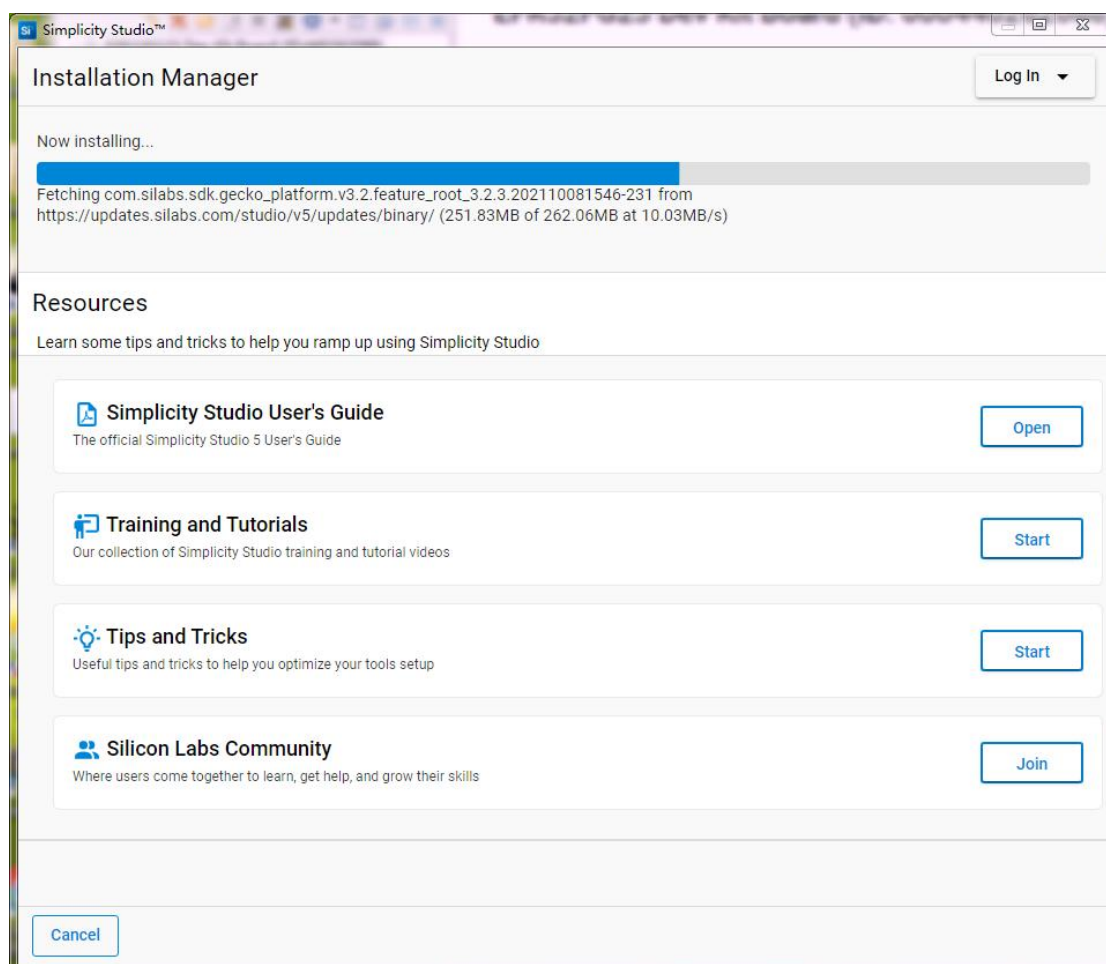 Si Simplicity Studio™
Installation Manager
Log In
Now installing...
Fetching com.silabs.sdk.gecko_platform.v3.2.feature_root_3.2.3.202110081546-231 from
https://updates.silabs.com/studio/v5/updates/binary/ (251.83MB of 262.06MB at 10.03MB/s)
Resources
Learn some tips and tricks to help you ramp up using Simplicity Studio
Simplicity Studio User's Guide
The official Simplicity Studio 5 User's Guide
Open
Training and Tutorials
Our collection of Simplicity Studio training and tutorial videos
Start
Tips and Tricks
Useful tips and tricks to help you optimize your tools setup
Start
Silicon Labs Community
Where users come together to learn, get help, and grow their skills
Join
Cancel